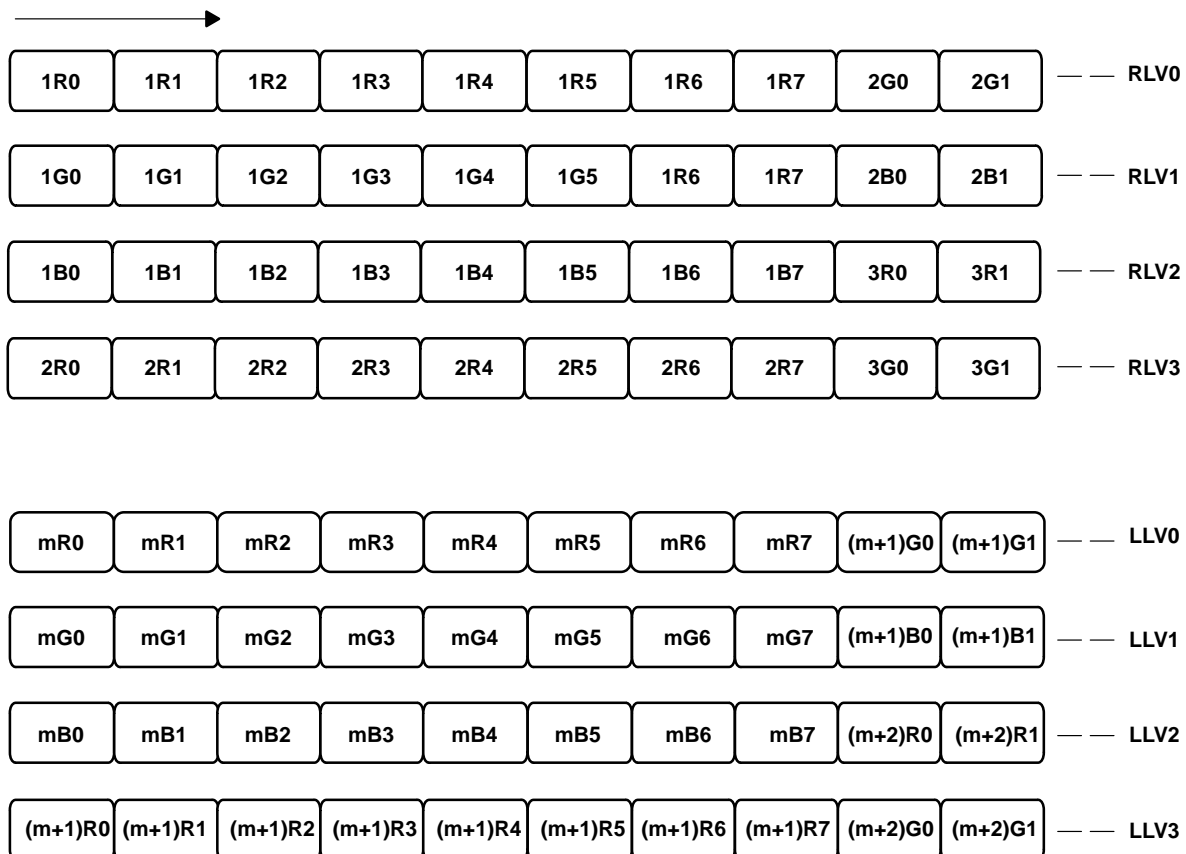 1R0 1R1 1R2 1R3 1R4 1R5 1R6 1R7 2G0 2G1 — — RLV0
1G0 1G1 1G2 1G3 1G4 1G5 1R6 1R7 2B0 2B1 — — RLV1
1B0 1B1 1B2 1B3 1B4 1B5 1B6 1B7 3R0 3R1 — — RLV2
2R0 2R1 2R2 2R3 2R4 2R5 2R6 2R7 3G0 3G1 — — RLV3
mR0 mR1 mR2 mR3 mR4 mR5 mR6 mR7 (m+1)G0 (m+1)G1 — — LLV0
mG0 mG1 mG2 mG3 mG4 mG5 mG6 mG7 (m+1)B0 (m+1)B1 — — LLV1
mB0 mB1 mB2 mB3 mB4 mB5 mB6 mB7 (m+2)R0 (m+2)R1 — — LLV2
(m+1)R0 (m+1)R1 (m+1)R2 (m+1)R3 (m+1)R4 (m+1)R5 (m+1)R6 (m+1)R7 (m+2)G0 (m+2)G1 — — LLV3